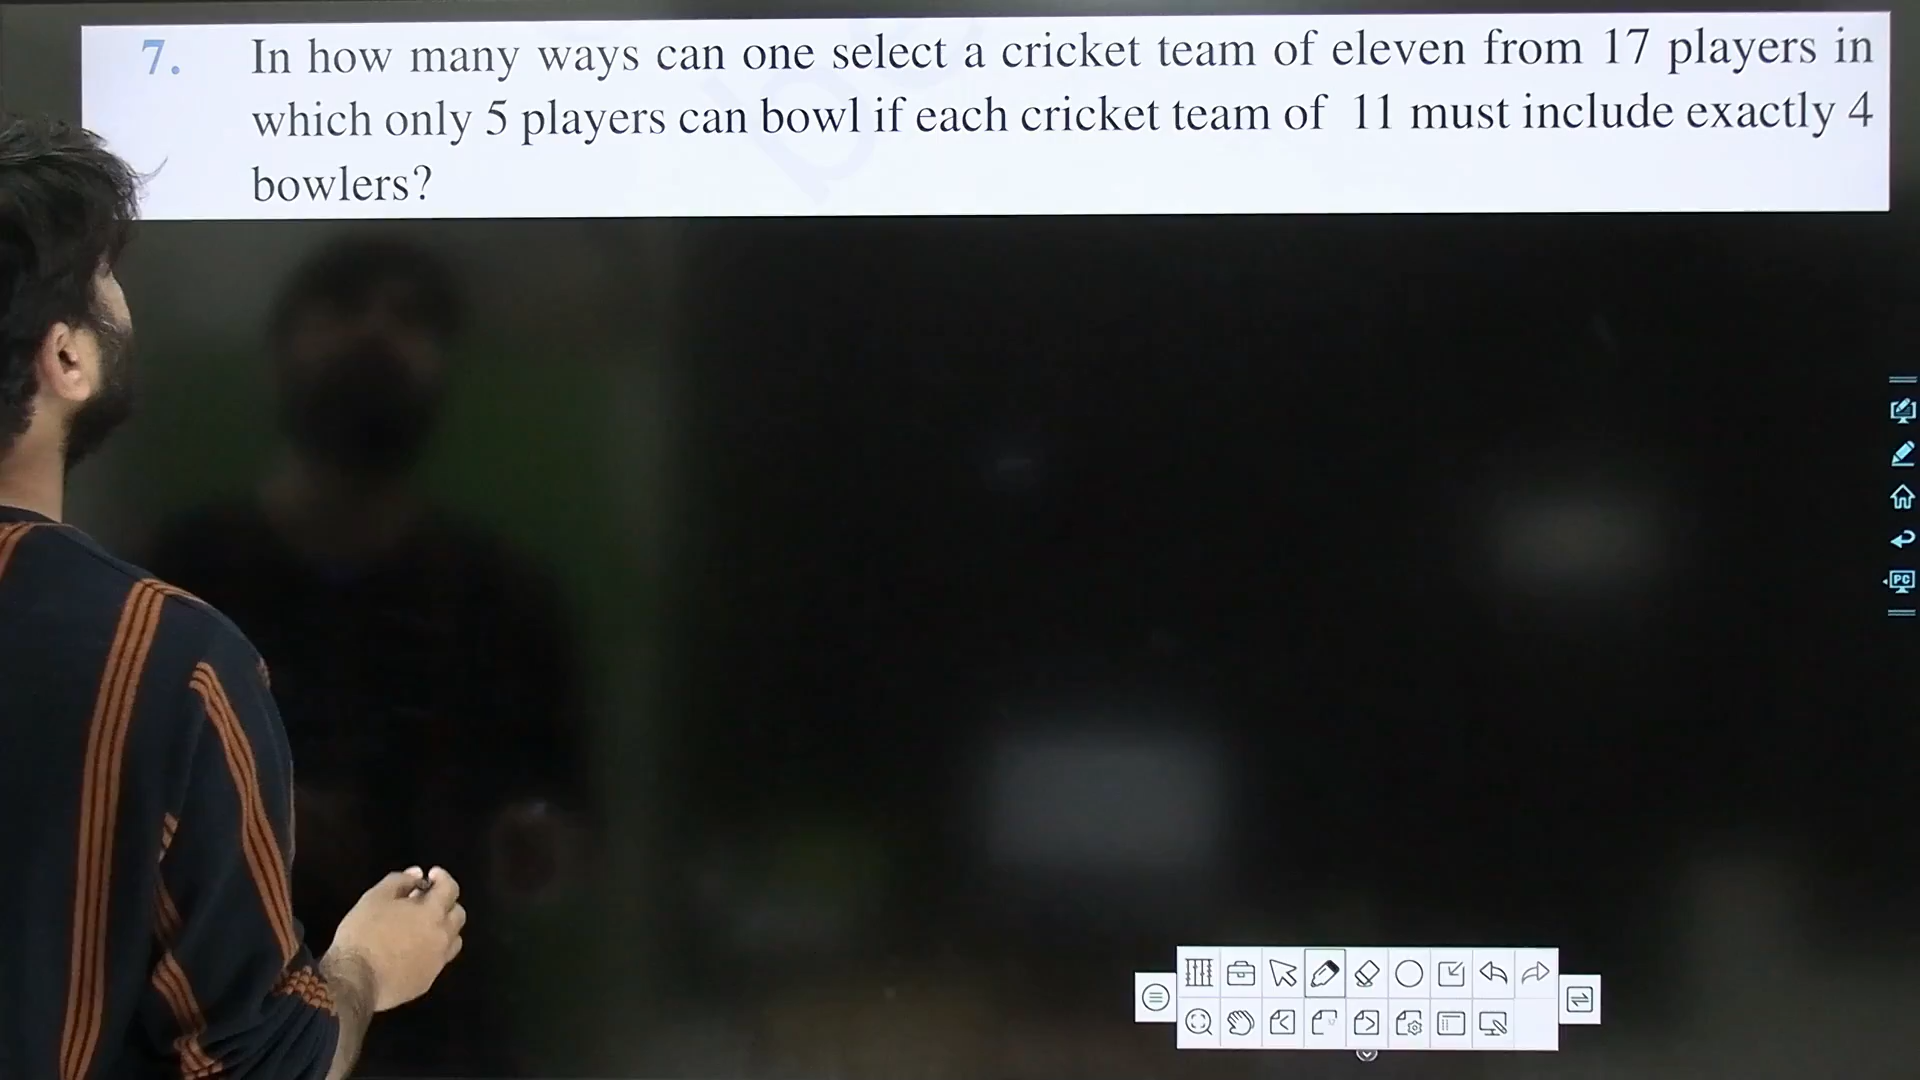 7. In how many ways can one select a cricket team of eleven from 17 players in
which only 5 players can bowl if each cricket team of 11 must include exactly 4
bowlers?
PC